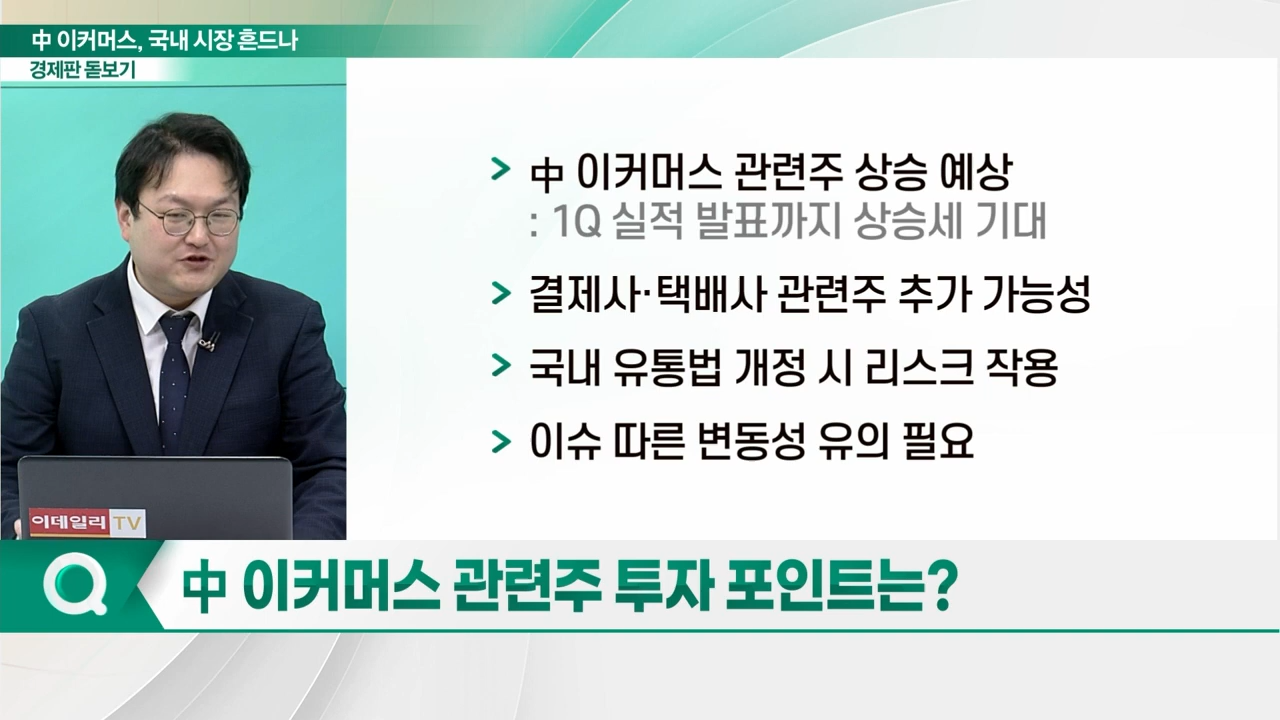 中 이커머스, 국내 시장 흔드나
경제판 돋보기
> 中 이커머스 관련주 상승 예상
: 1Q 실적 발표까지 상승세 기대
> 결제사·택배사 관련주 추가 가능성
> 국내 유통법 개정 시 리스크 작용
> 이슈 따른 변동성 유의 필요
이데일리 TV
Q 中 이커머스 관련주 투자 포인트는?